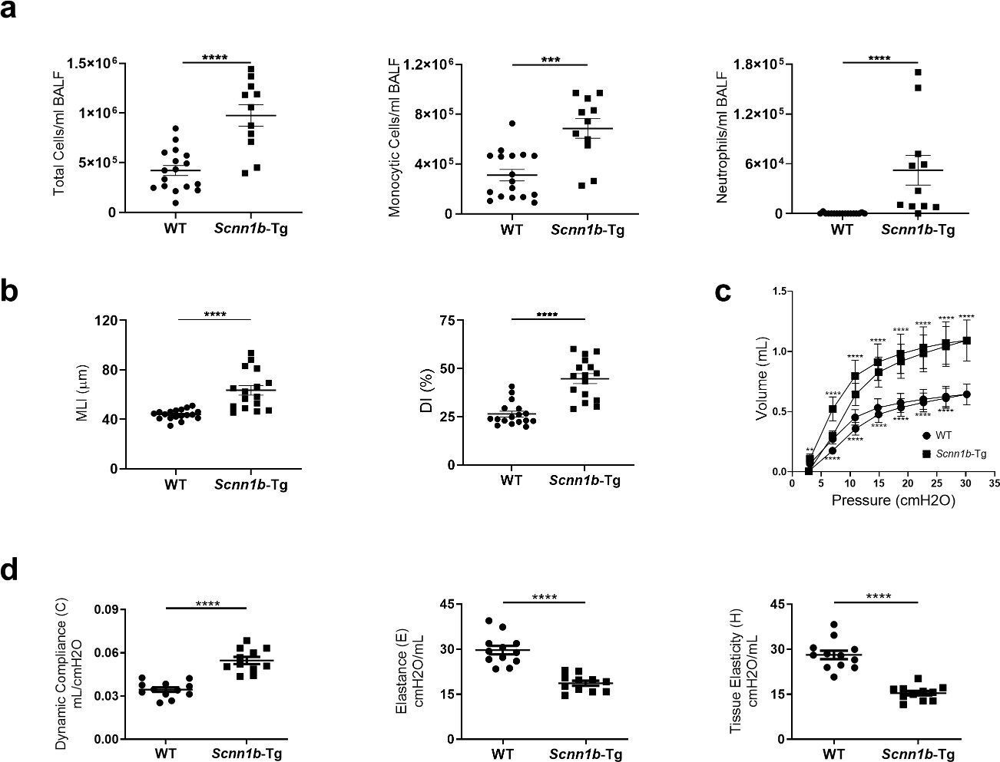 a
Total Cells/ml BALF
1.5×10⁶
1×10⁶
5×10⁵
0
****
WT
Scnn1b-Tg
Monocytic Cells/ml BALF
1.2×10⁶
8×10⁵
4×10⁵
0
***
WT
Scnn1b-Tg
Neutrophils/ml BALF
1.8×10⁵
1.2×10⁵
6×10⁴
0
****
WT
Scnn1b-Tg
b
MLI (μm)
120
80
40
0
****
WT
Scnn1b-Tg
DI (%)
75
50
25
0
****
WT
Scnn1b-Tg
c
Volume (mL)
1.5
1.0
0.5
0.0
** **** **** **** **** **** **** ****
**** **** **** **** **** ****
WT
Scnn1b-Tg
0 5 10 15 20 25 30 35
Pressure (cmH2O)
d
Dynamic Compliance (C)
mL/cmH2O
0.09
0.06
0.03
0.00
****
WT
Scnn1b-Tg
Elastance (E)
cmH2O/mL
45
30
15
0
****
WT
Scnn1b-Tg
Tissue Elasticity (H)
cmH2O/mL
45
30
15
0
****
WT
Scnn1b-Tg